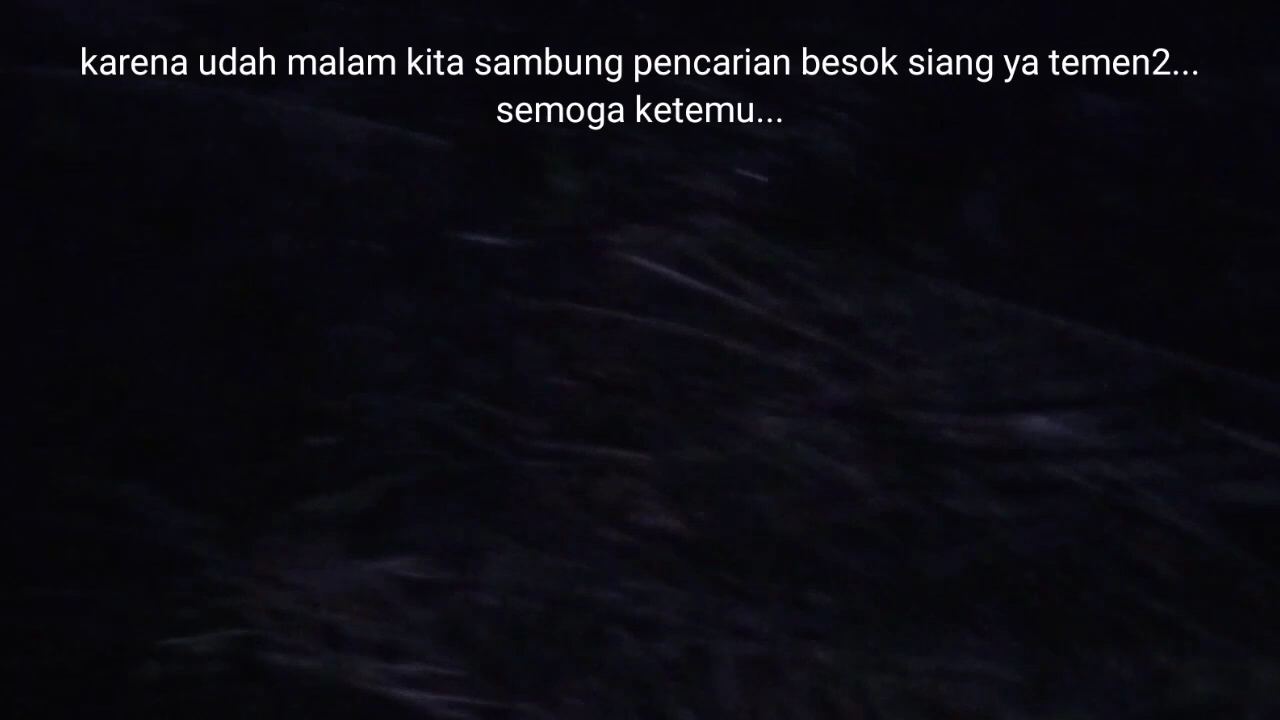 karena udah malam kita sambung pencarian besok siang ya temen2...
semoga ketemu...